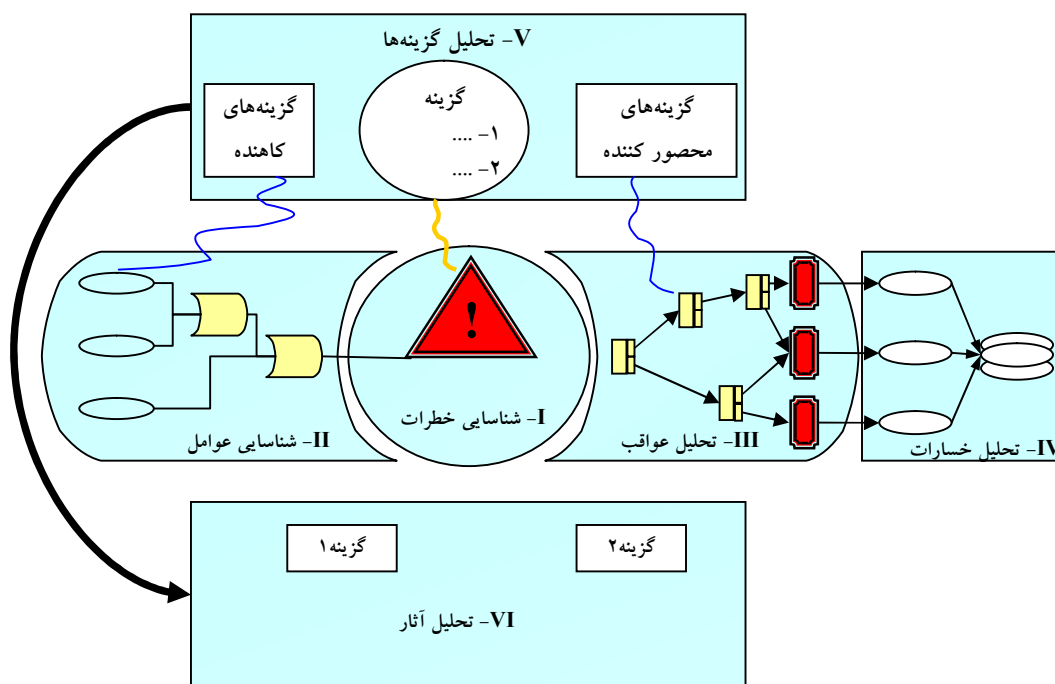 V- تحلیل گزینه‌ها
گزینه‌های
محصور کننده
گزینه
۱- ....
۲- ....
گزینه‌های
کاهنده
!
I- شناسایی خطرات
II- شناسایی عوامل
III- تحلیل عواقب
IV- تحلیل خسارات
گزینه۲
گزینه۱
VI- تحلیل آثار